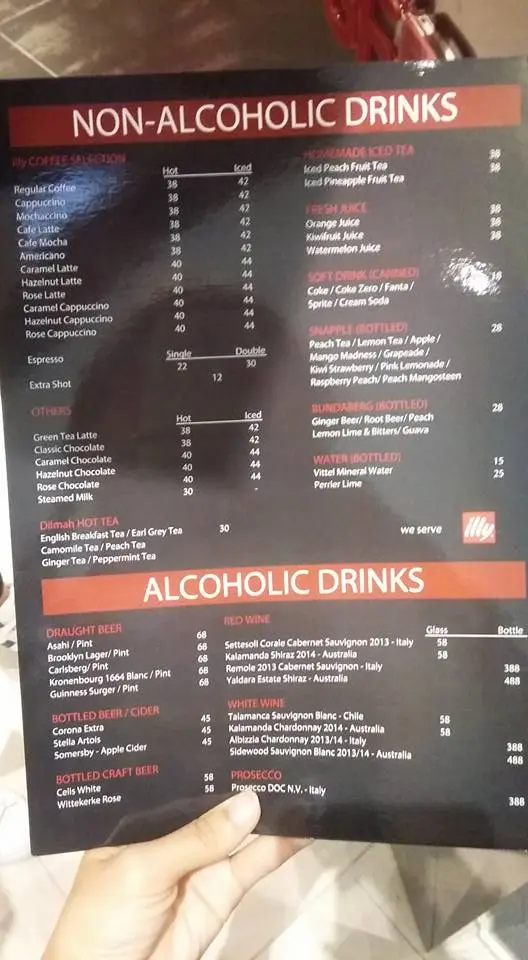 NON-ALCOHOLIC DRINKS
illy COFFEE SELECTION
Hot Iced
Regular Coffee 38 42
Cappuccino 38 42
Mochaccino 38 42
Cafe Latte 38 42
Cafe Mocha 38 42
Americano 38 42
Caramel Latte 40 44
Hazelnut Latte 40 44
Rose Latte 40 44
Caramel Cappuccino 40 44
Hazelnut Cappuccino 40 44
Rose Cappuccino 40 44
Single Double
Espresso 22 30
Extra Shot 12
OTHERS
Hot Iced
Green Tea Latte 38 42
Classic Chocolate 38 42
Caramel Chocolate 40 44
Hazelnut Chocolate 40 44
Rose Chocolate 40 44
Steamed Milk 30 -
Dilmah HOT TEA
English Breakfast Tea / Earl Grey Tea 30
Camomile Tea / Peach Tea
Ginger Tea / Peppermint Tea
HOMEMADE ICED TEA
Iced Peach Fruit Tea 38
Iced Pineapple Fruit Tea 38
FRESH JUICE
Orange Juice 38
Kiwifruit Juice 38
Watermelon Juice 38
SOFT DRINK (CANNED)
Coke / Coke Zero / Fanta /
Sprite / Cream Soda
SNAPPLE (BOTTLED) 28
Peach Tea / Lemon Tea / Apple /
Mango Madness / Grapeade /
Kiwi Strawberry / Pink Lemonade /
Raspberry Peach/ Peach Mangosteen
BUNDABERG (BOTTLED) 28
Ginger Beer/ Root Beer/ Peach
Lemon Lime & Bitters/ Guava
WATER (BOTTLED)
Vittel Mineral Water 15
Perrier Lime 25
we serve illy
ALCOHOLIC DRINKS
DRAUGHT BEER
Asahi / Pint 68
Brooklyn Lager/ Pint 68
Carlsberg/ Pint 68
Kronenbourg 1664 Blanc / Pint 68
Guinness Surger / Pint 68
BOTTLED BEER / CIDER
Corona Extra 45
Stella Artois 45
Somersby - Apple Cider 45
BOTTLED CRAFT BEER
Celis White 58
Wittekerke Rose 58
RED WINE
Glass Bottle
Settesoli Corale Cabernet Sauvignon 2013 - Italy 58
Kalamanda Shiraz 2014 - Australia 58
Remole 2013 Cabernet Sauvignon - Italy 388
Yaldara Estate Shiraz - Australia 488
WHITE WINE
Talamanca Sauvignon Blanc - Chile 58
Kalamanda Chardonnay 2014 - Australia 58
Albizzia Chardonnay 2013/14 - Italy 388
Sidewood Sauvignon Blanc 2013/14 - Australia 488
PROSECCO
Prosecco DOC N.V. - Italy 388